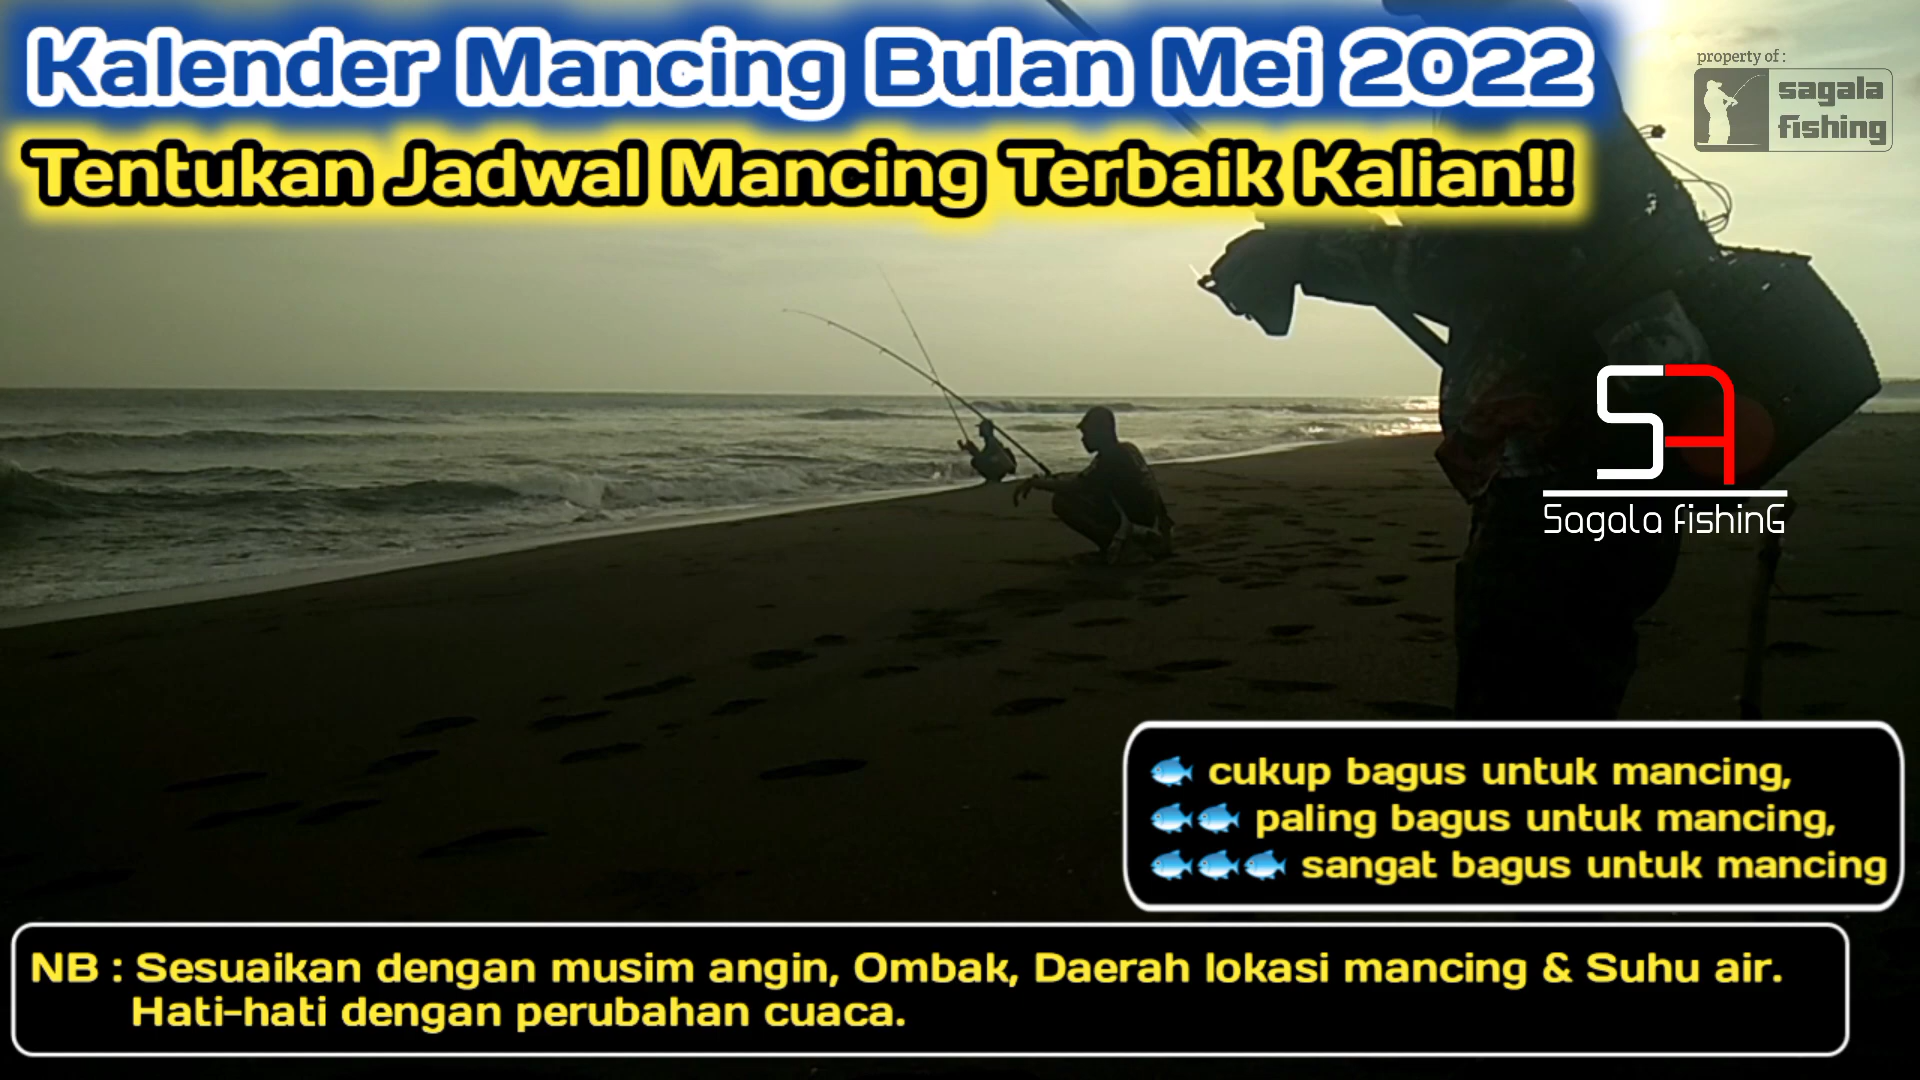 Kalender Mancing Bulan Mei 2022
Tentukan Jadwal Mancing Terbaik Kalian!!
property of :
sagala
fishing
SA
Sagala fishinG
🐟 cukup bagus untuk mancing,
🐟🐟 paling bagus untuk mancing,
🐟🐟🐟 sangat bagus untuk mancing
NB : Sesuaikan dengan musim angin, Ombak, Daerah lokasi mancing & Suhu air.
Hati-hati dengan perubahan cuaca.